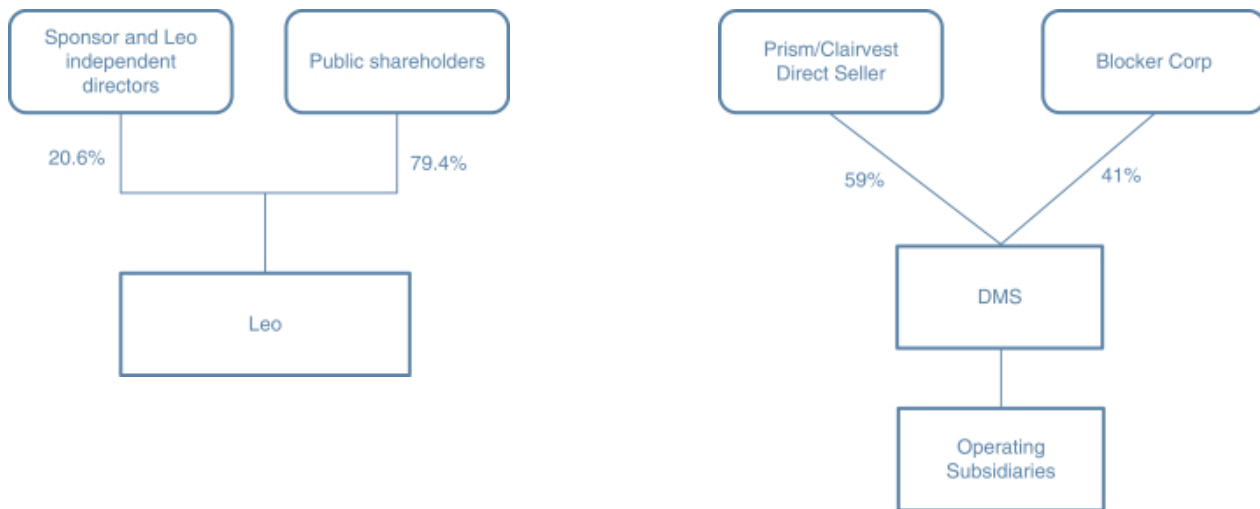 Sponsor and Leo
independent
directors
Public shareholders
Prism/Clairvest
Direct Seller
Blocker Corp
20.6%
79.4%
59%
41%
DMS
Leo
Operating
Subsidiaries